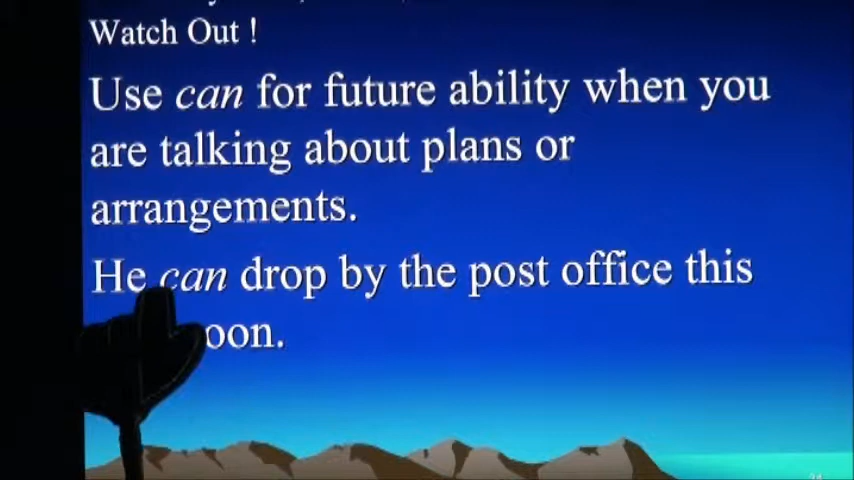 Watch Out !
Use can for future ability when you
are talking about plans or
arrangements.
He can drop by the post office this
oon.